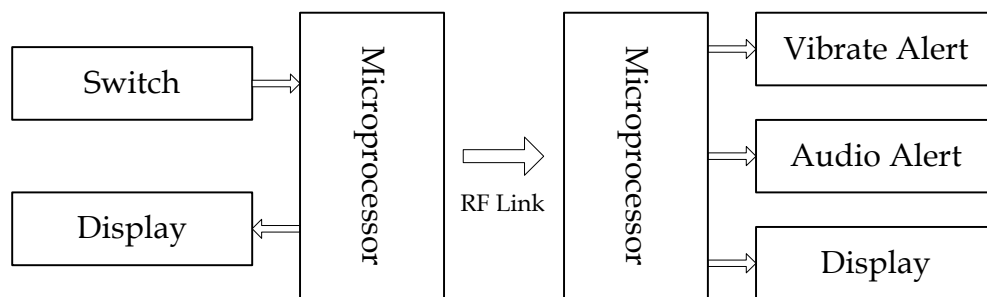 Switch
Display
Microprocessor
RF Link
Microprocessor
Vibrate Alert
Audio Alert
Display